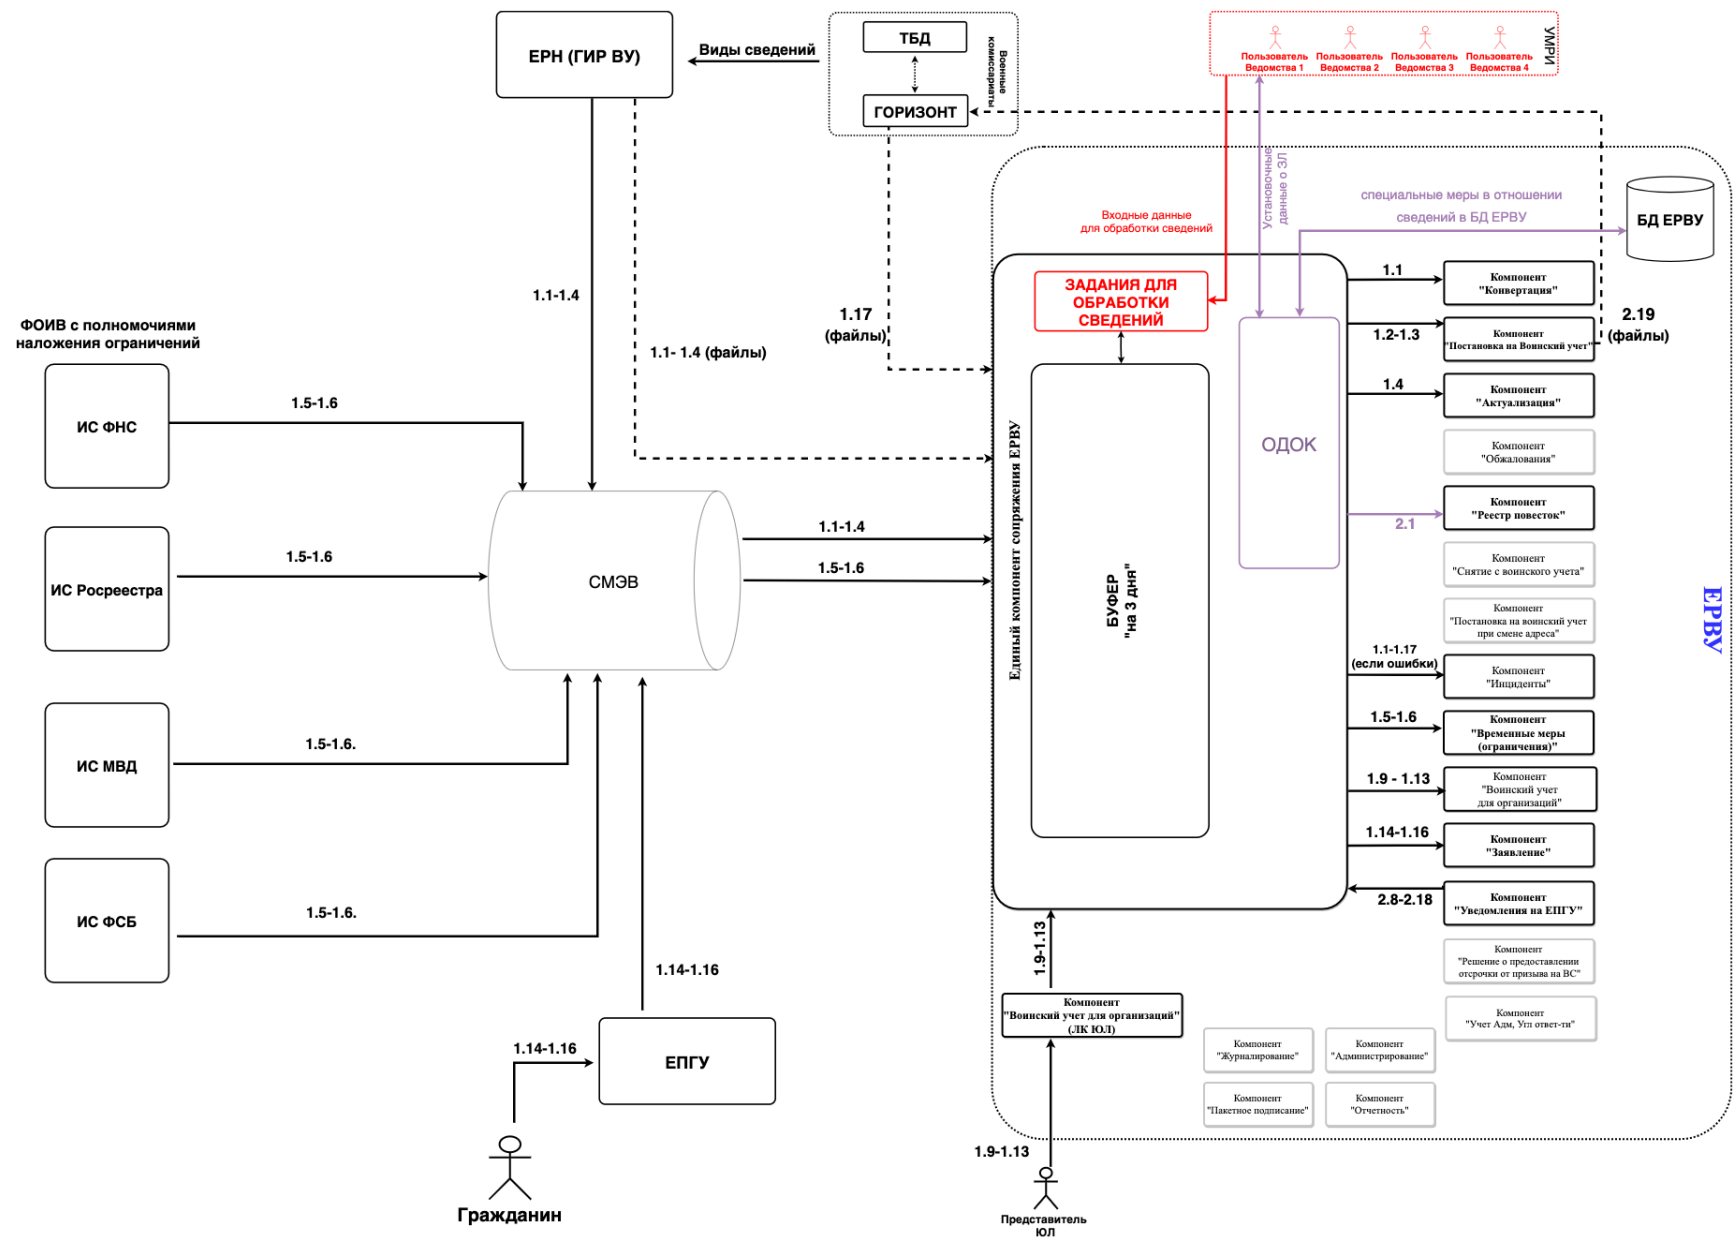 ЕРН (ГИР ВУ)
Виды сведений
ТБД
ГОРИЗОНТ
Военные
комиссариаты
Пользователь
Ведомства 1
Пользователь
Ведомства 2
Пользователь
Ведомства 3
Пользователь
Ведомства 4
УМРИ
Установочные
данные о ЗЛ
специальные меры в отношении
сведений в БД ЕРВУ
БД ЕРВУ
Входные данные
для обработки сведений
1.1-1.4
1.1- 1.4 (файлы)
1.17
(файлы)
2.19
(файлы)
ФОИВ с полномочиями
наложения ограничений
ИС ФНС
1.5-1.6
ИС Росреестра
1.5-1.6
ИС МВД
1.5-1.6.
ИС ФСБ
1.5-1.6.
СМЭВ
1.1-1.4
1.5-1.6
1.14-1.16
ЕПГУ
1.14-1.16
Гражданин
Единый компонент сопряжения ЕРВУ
ЗАДАНИЯ ДЛЯ
ОБРАБОТКИ
СВЕДЕНИЙ
БУФЕР
"на 3 дня"
ОДОК
1.1
Компонент
"Конвертация"
1.2-1.3
Компонент
"Постановка на Воинский учет"
1.4
Компонент
"Актуализация"
Компонент
"Обжалования"
2.1
Компонент
"Реестр повесток"
Компонент
"Снятие с воинского учета"
Компонент
"Постановка на воинский учет
при смене адреса"
1.1-1.17
(если ошибки)
Компонент
"Инциденты"
1.5-1.6
Компонент
"Временные меры
(ограничения)"
1.9 - 1.13
Компонент
"Воинский учет
для организаций"
1.14-1.16
Компонент
"Заявление"
2.8-2.18
Компонент
"Уведомления на ЕПГУ"
Компонент
"Решение о предоставлении
отсрочки от призыва на ВС"
Компонент
"Учет Адм, Угл ответ-ти"
ЕРВУ
1.9-1.13
Компонент
"Воинский учет для организаций"
(ЛК ЮЛ)
Компонент
"Журналирование"
Компонент
"Администрирование"
Компонент
"Пакетное подписание"
Компонент
"Отчетность"
1.9-1.13
Представитель
ЮЛ